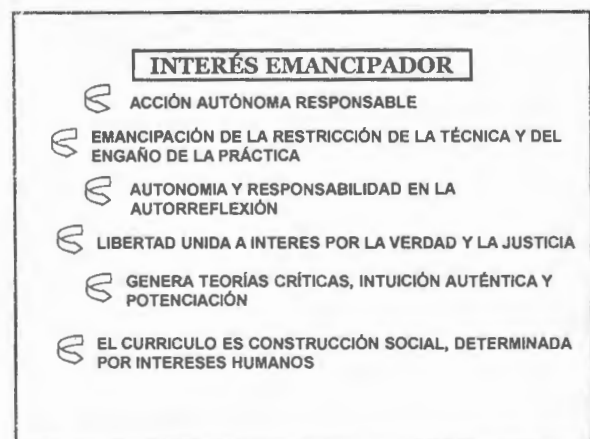 INTERÉS EMANCIPADOR
ACCIÓN AUTÓNOMA RESPONSABLE
EMANCIPACIÓN DE LA RESTRICCIÓN DE LA TÉCNICA Y DEL
ENGAÑO DE LA PRÁCTICA
AUTONOMIA Y RESPONSABILIDAD EN LA
AUTORREFLEXIÓN
LIBERTAD UNIDA A INTERES POR LA VERDAD Y LA JUSTICIA
GENERA TEORÍAS CRÍTICAS, INTUICIÓN AUTÉNTICA Y
POTENCIACIÓN
EL CURRICULO ES CONSTRUCCIÓN SOCIAL, DETERMINADA
POR INTERESES HUMANOS